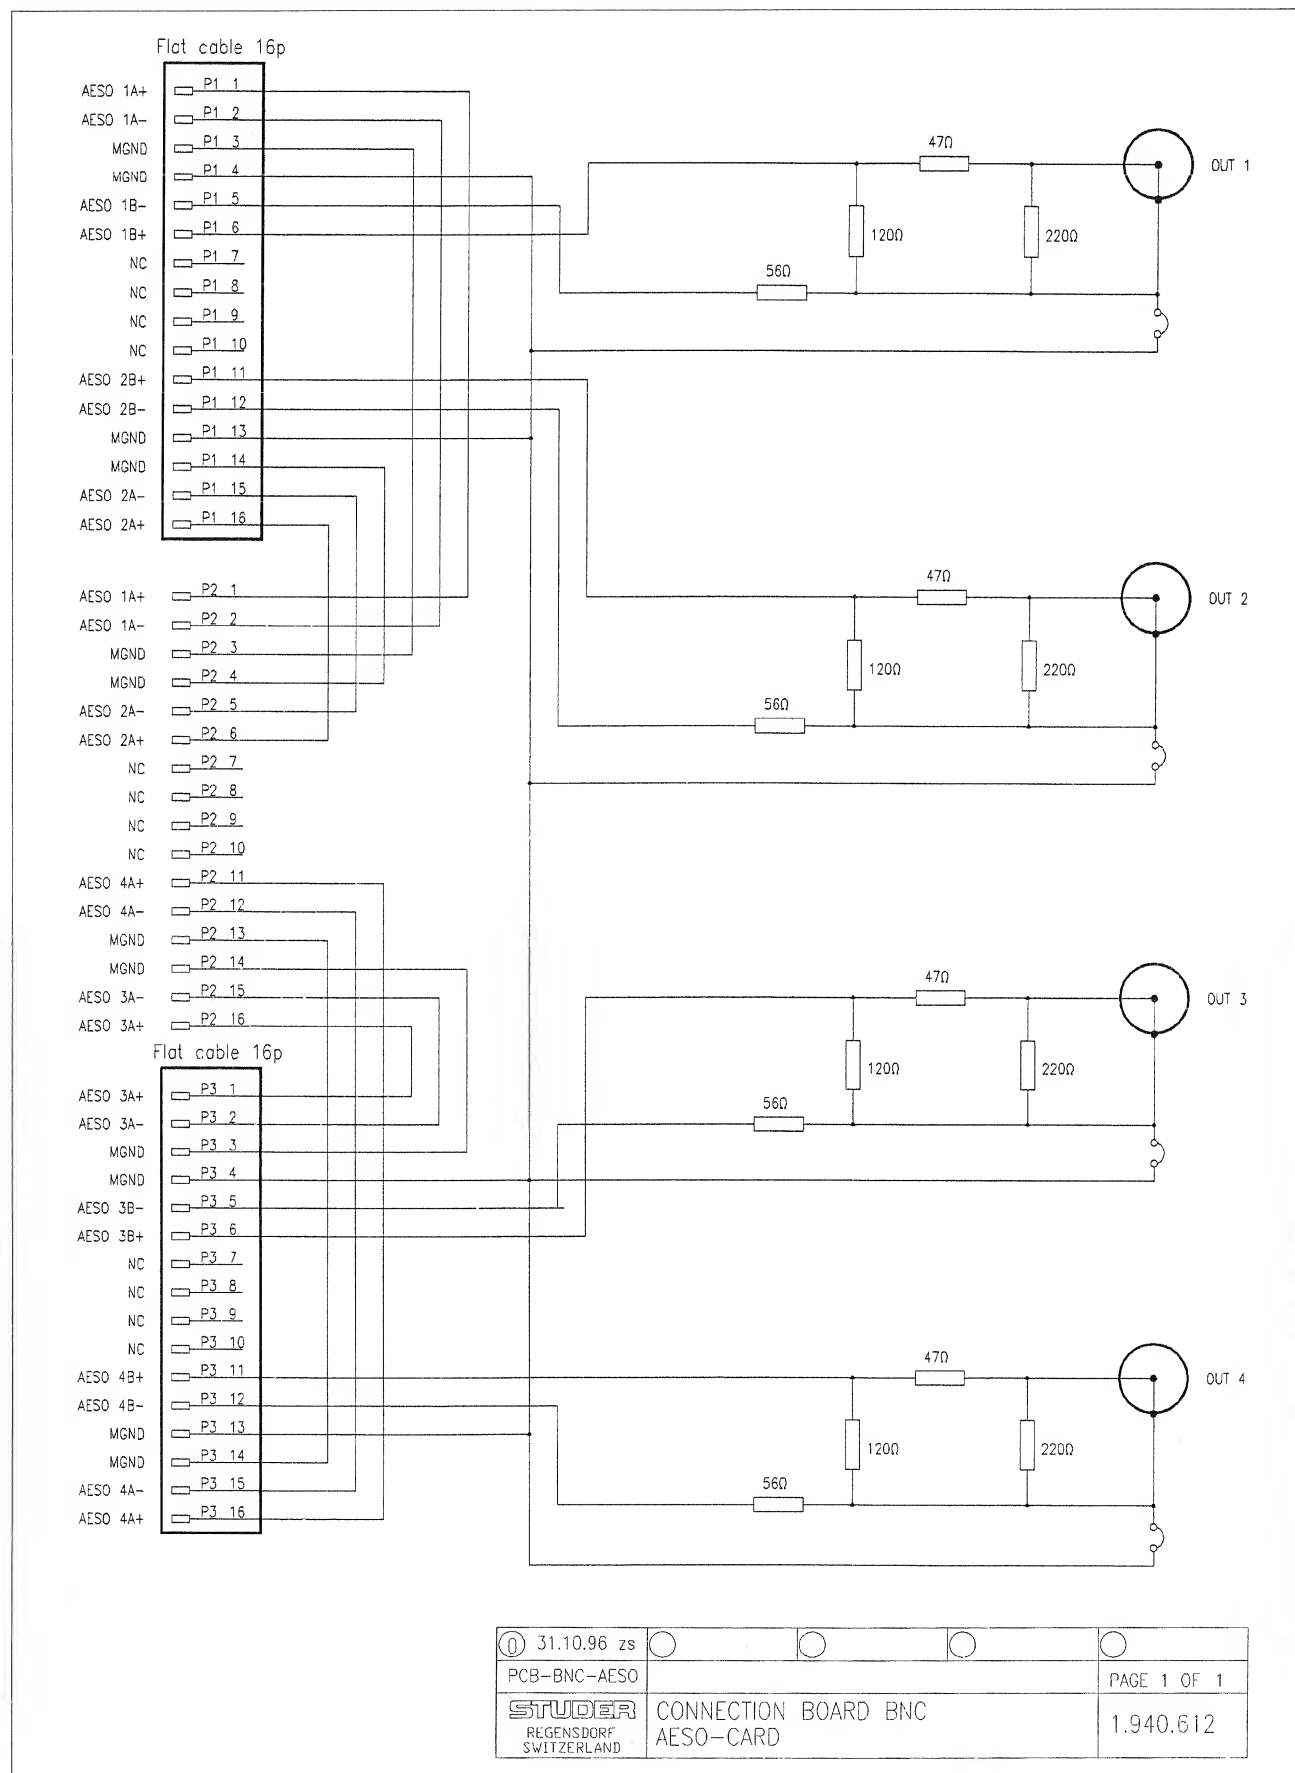 Flat cable 16p
AESO 1A+ P1 1
AESO 1A- P1 2
MGND P1 3
MGND P1 4
AESO 1B- P1 5
AESO 1B+ P1 6
NC P1 7
NC P1 8
NC P1 9
NC P1 10
AESO 2B+ P1 11
AESO 2B- P1 12
MGND P1 13
MGND P1 14
AESO 2A- P1 15
AESO 2A+ P1 16
47Ω
OUT 1
120Ω 220Ω
56Ω
AESO 1A+ P2 1
AESO 1A- P2 2
MGND P2 3
MGND P2 4
AESO 2A- P2 5
AESO 2A+ P2 6
NC P2 7
NC P2 8
NC P2 9
NC P2 10
AESO 4A+ P2 11
AESO 4A- P2 12
MGND P2 13
MGND P2 14
AESO 3A- P2 15
AESO 3A+ P2 16
47Ω
OUT 2
120Ω 220Ω
56Ω
Flat cable 16p
AESO 3A+ P3 1
AESO 3A- P3 2
MGND P3 3
MGND P3 4
AESO 3B- P3 5
AESO 3B+ P3 6
NC P3 7
NC P3 8
NC P3 9
NC P3 10
AESO 4B+ P3 11
AESO 4B- P3 12
MGND P3 13
MGND P3 14
AESO 4A- P3 15
AESO 4A+ P3 16
47Ω
OUT 3
120Ω 220Ω
56Ω
47Ω
OUT 4
120Ω 220Ω
56Ω
0 31.10.96 zs
PCB-BNC-AESO
PAGE 1 OF 1
STUDER
REGENSDORF
SWITZERLAND
CONNECTION BOARD BNC
AESO-CARD
1.940.612